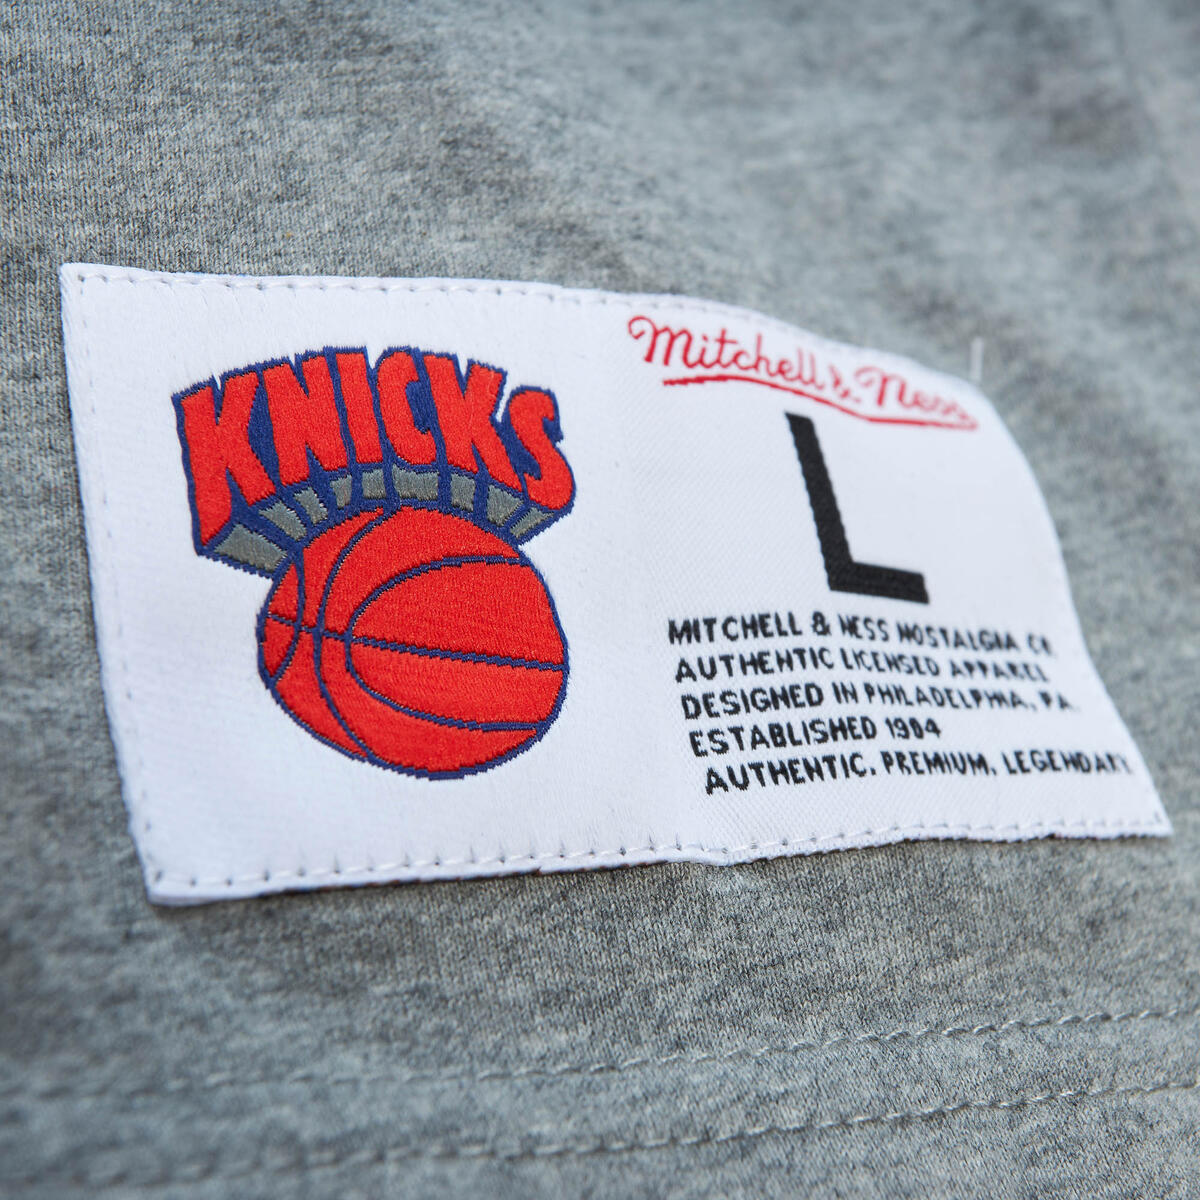 KNICKS
Mitchell & Ness
L
MITCHELL & NESS NOSTALGIA CO.
AUTHENTIC LICENSED APPAREL
DESIGNED IN PHILADELPHIA, PA.
ESTABLISHED 1904
AUTHENTIC. PREMIUM. LEGENDARY